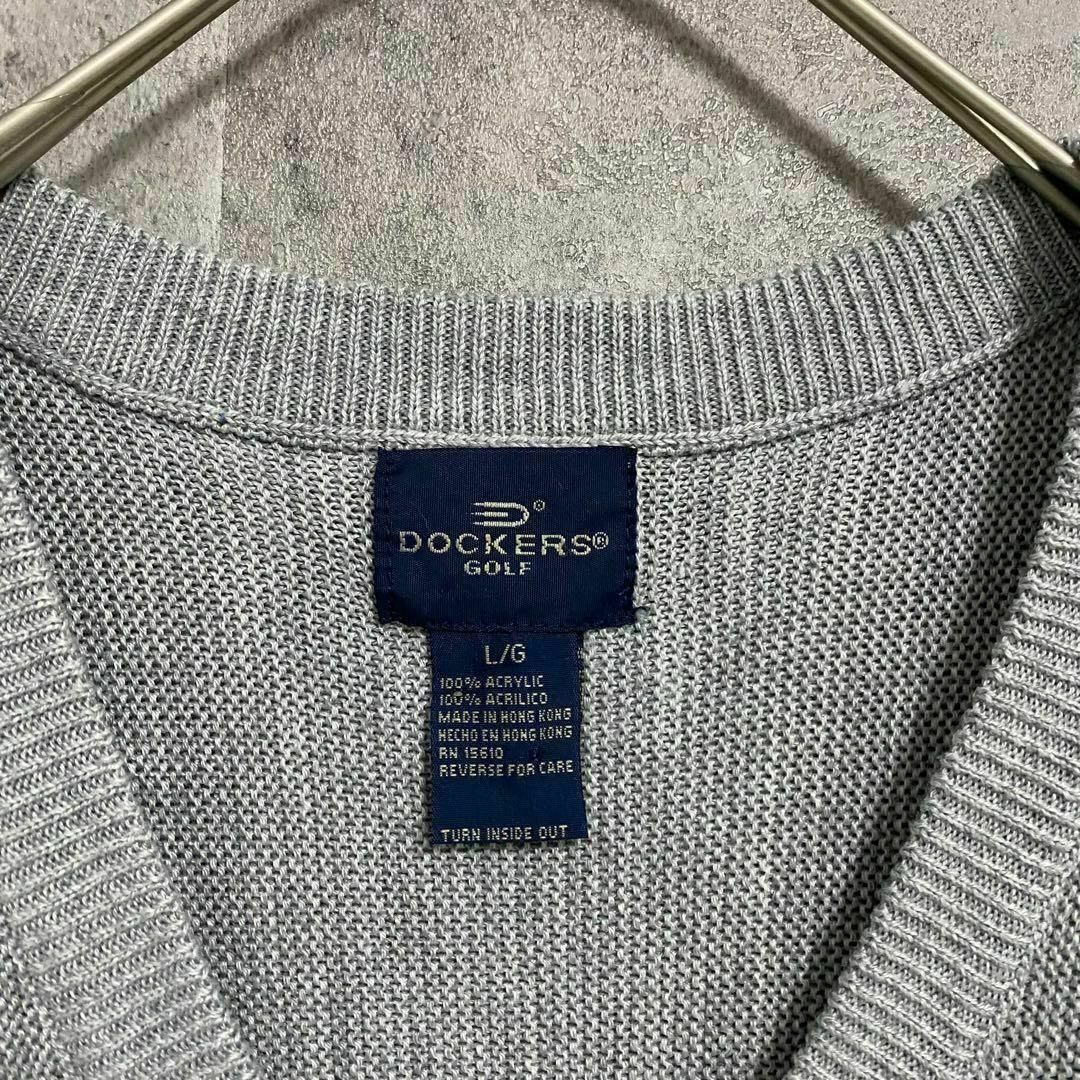 DOCKERS®
GOLF
L/G
100% ACRYLIC
100% ACRILICO
MADE IN HONG KONG
HECHO EN HONG KONG
RN 15610
REVERSE FOR CARE
TURN INSIDE OUT